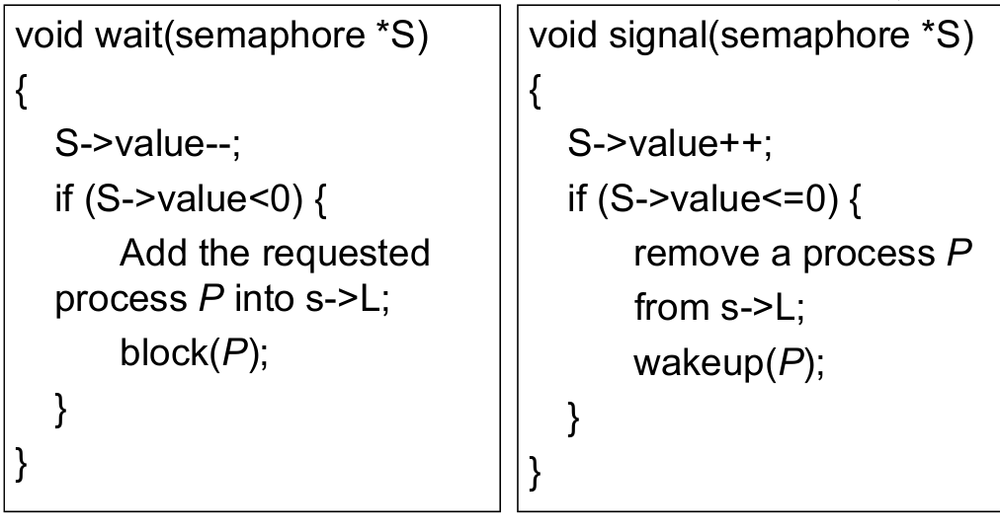 void wait(semaphore *S)
{
S->value--;
if (S->value<0) {
Add the requested
process P into s->L;
block(P);
}
}
void signal(semaphore *S)
{
S->value++;
if (S->value<=0) {
remove a process P
from s->L;
wakeup(P);
}
}